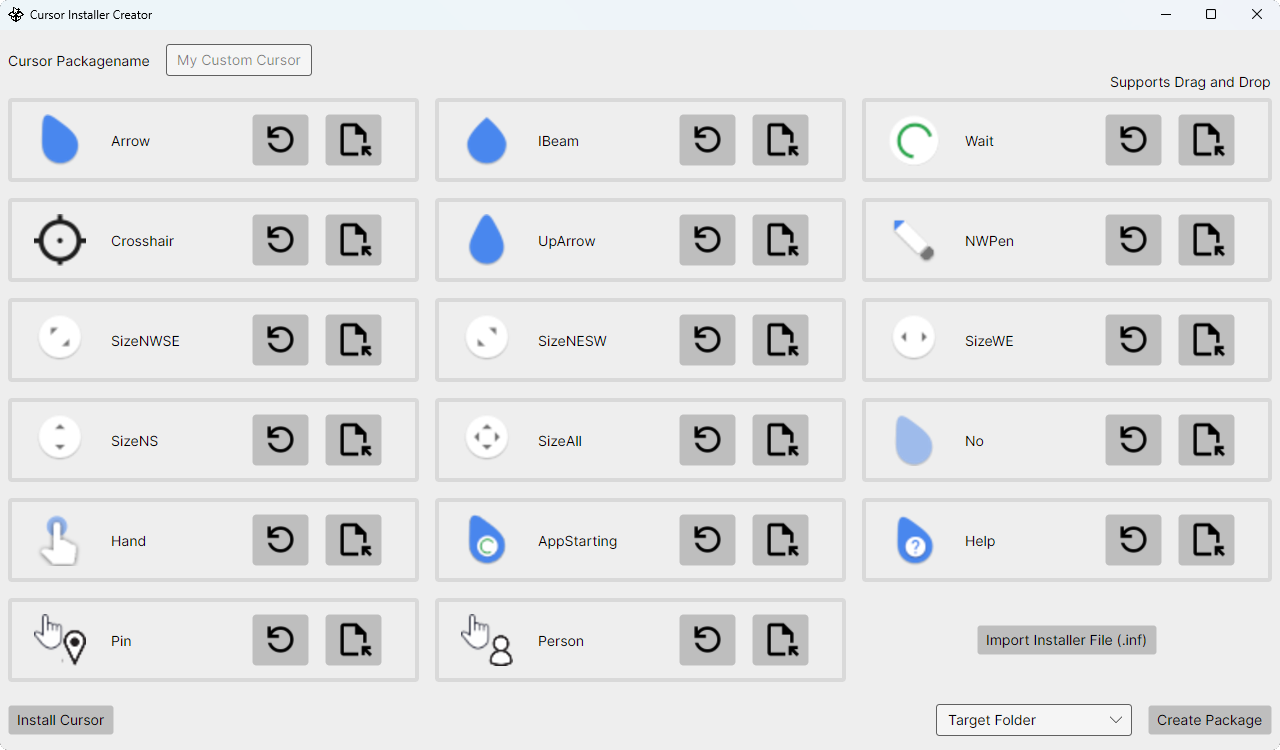 Cursor Installer Creator
Cursor Packagename
My Custom Cursor
Supports Drag and Drop
Arrow
IBeam
Wait
Crosshair
UpArrow
NWPen
SizeNWSE
SizeNESW
SizeWE
SizeNS
SizeAll
No
Hand
AppStarting
Help
?
Pin
Person
Import Installer File (.inf)
Install Cursor
Target Folder
Create Package